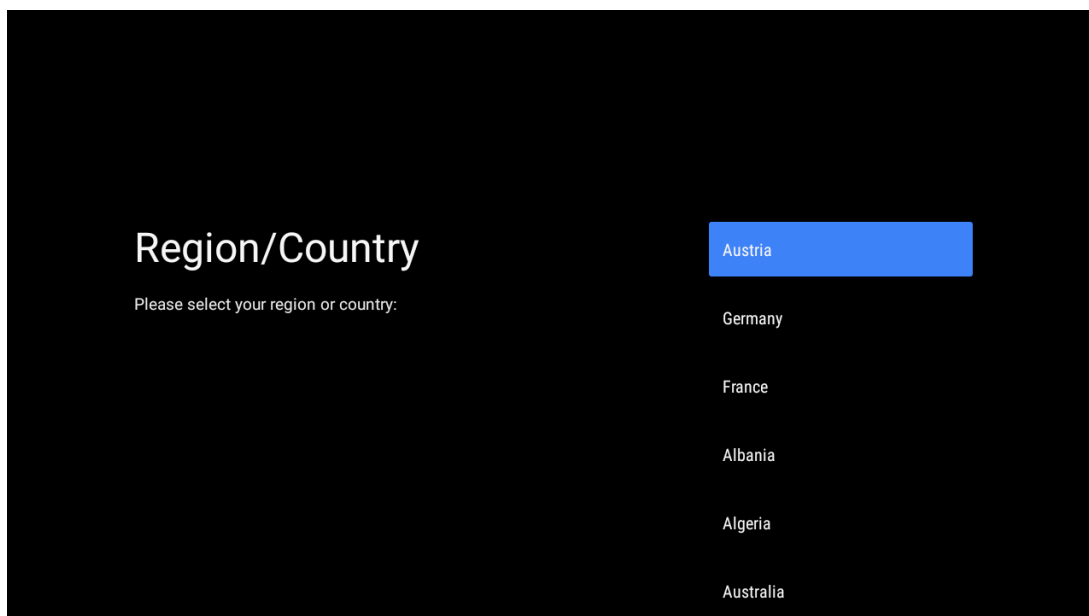 Region/Country
Please select your region or country:
Austria
Germany
France
Albania
Algeria
Australia